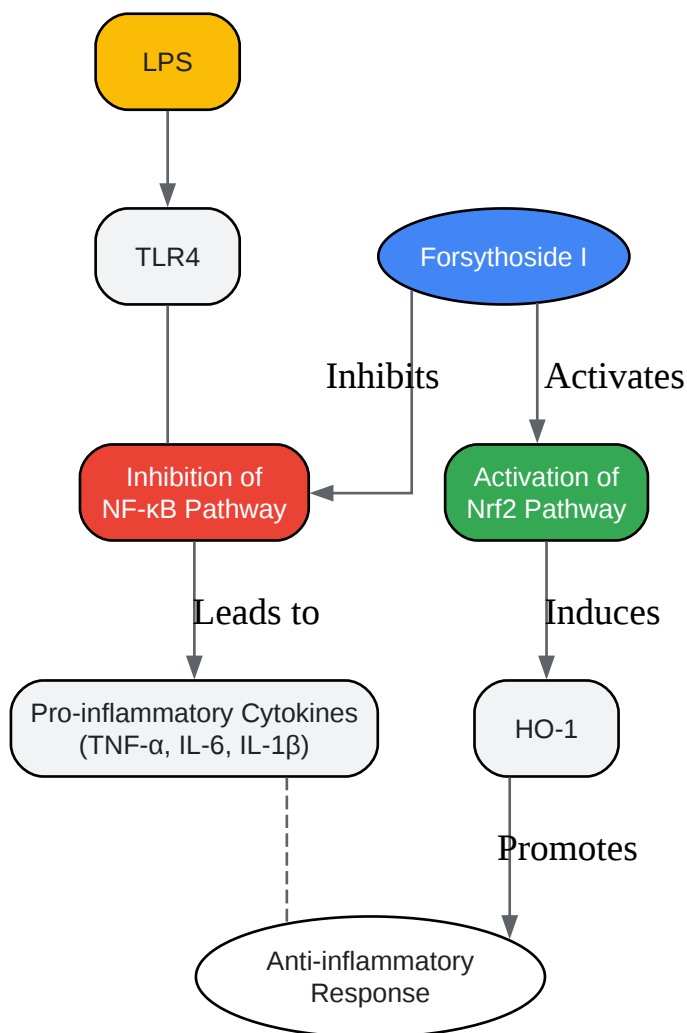 LPS
TLR4
Forsythoside I
Inhibits
Activates
Inhibition of
NF-κB Pathway
Activation of
Nrf2 Pathway
Leads to
Induces
Pro-inflammatory Cytokines
(TNF-α, IL-6, IL-1β)
HO-1
Promotes
Anti-inflammatory
Response